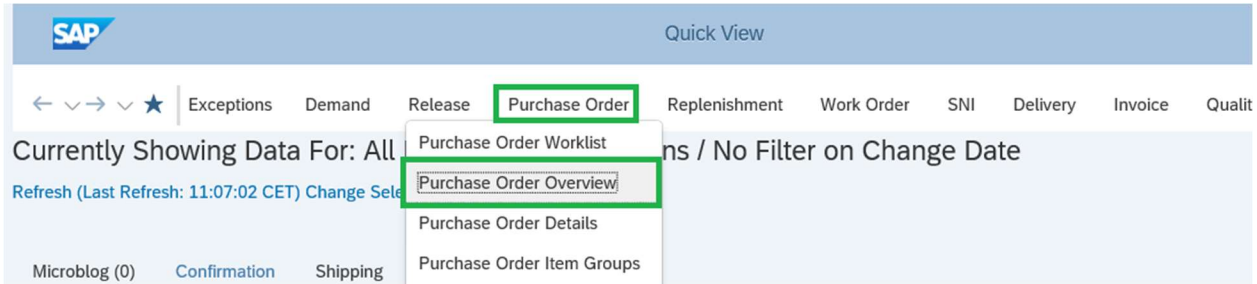 SAP
Quick View
Exceptions Demand Release Purchase Order Replenishment Work Order SNI Delivery Invoice Qualit
Purchase Order Worklist
Currently Showing Data For: All ns / No Filter on Change Date
Purchase Order Overview
Refresh (Last Refresh: 11:07:02 CET) Change Sele
Purchase Order Details
Purchase Order Item Groups
Microblog (0) Confirmation Shipping